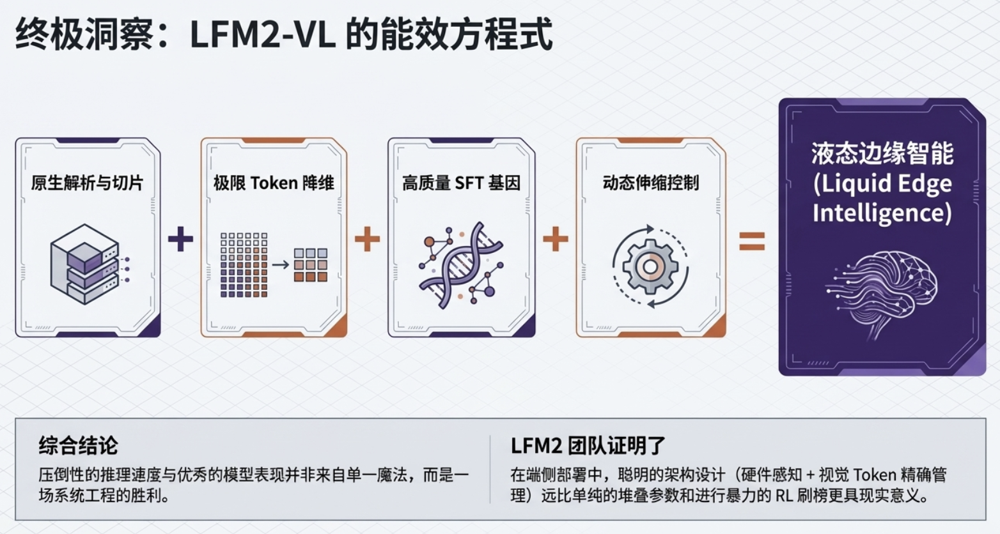 终极洞察：LFM2-VL 的能效方程式
原生解析与切片
极限 Token 降维
高质量 SFT 基因
动态伸缩控制
液态边缘智能
(Liquid Edge
Intelligence)
综合结论
压倒性的推理速度与优秀的模型表现并非来自单一魔法，而是一
场系统工程的胜利。
LFM2 团队证明了
在端侧部署中，聪明的架构设计（硬件感知 + 视觉 Token 精确管
理）远比单纯的堆叠参数和进行暴力的 RL 刷榜更具现实意义。